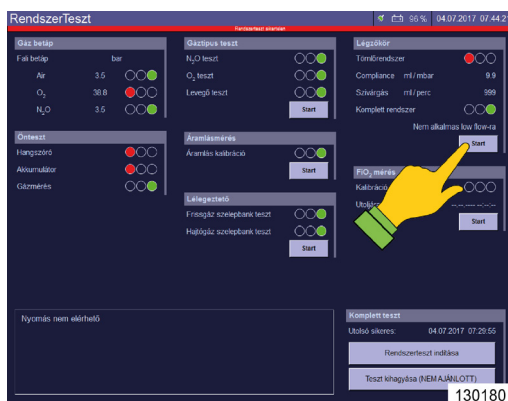 RendszerTeszt
96 %
04.07.2017 07.44.2
Rendszerteszt sikertelen
Gáz betáp
Fali betáp bar
Air 3.5
O₂ 38.8
N₂O 3.5
Önteszt
Hangszóró
Akkumulátor
Gázmérés
Gáztípus teszt
N₂O teszt
O₂ teszt
Levegő teszt
Start
Áramlásmérés
Áramlás kalibráció
Start
Lélegeztető
Frissgáz szelepbank teszt
Hajtógáz szelepbank teszt
Start
Légzőkör
Tömlőrendszer
Compliance ml/mbar 9.9
Szivárgás ml/perc 999
Komplett rendszer
Nem alkalmas low flow-ra
Start
FiO₂ mérés
Kalibráció
--.--.---- --:--:--
Start
Nyomás nem elérhető
Komplett teszt
Utolsó sikeres: 04.07.2017 07:29:55
Rendszerteszt indítása
Teszt kihagyása (NEM AJÁNLOTT)
130180